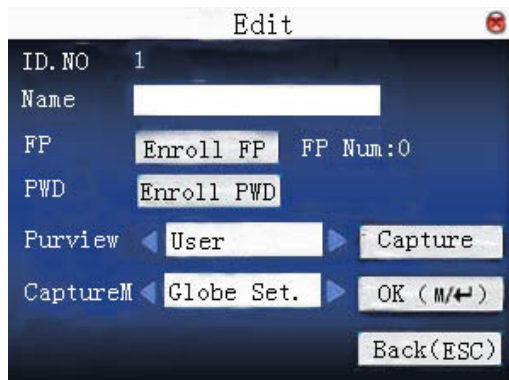 Edit
ID.NO 1
Name
FP Enroll FP FP Num:0
PWD Enroll PWD
Purview User Capture
CaptureM Globe Set. OK (M/↵)
Back(ESC)